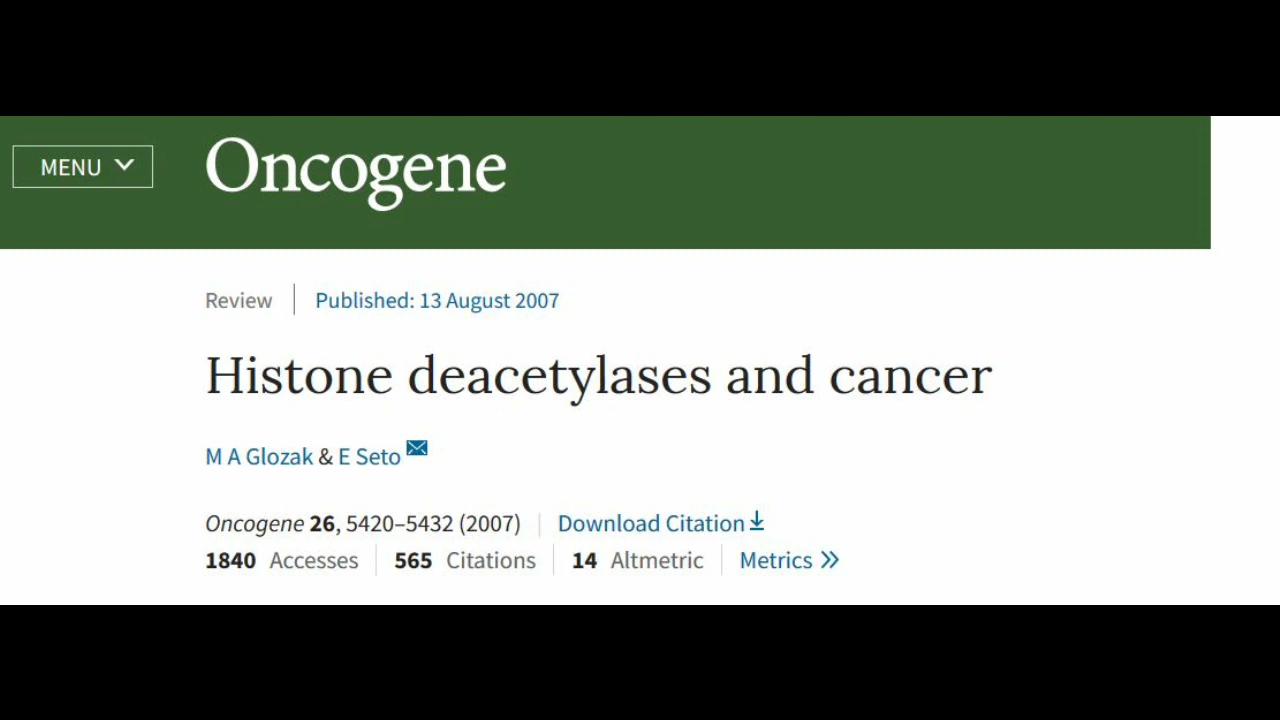 MENU
Oncogene
Review Published: 13 August 2007
Histone deacetylases and cancer
M A Glozak & E Seto
Oncogene 26, 5420–5432 (2007) Download Citation
1840 Accesses 565 Citations 14 Altmetric Metrics